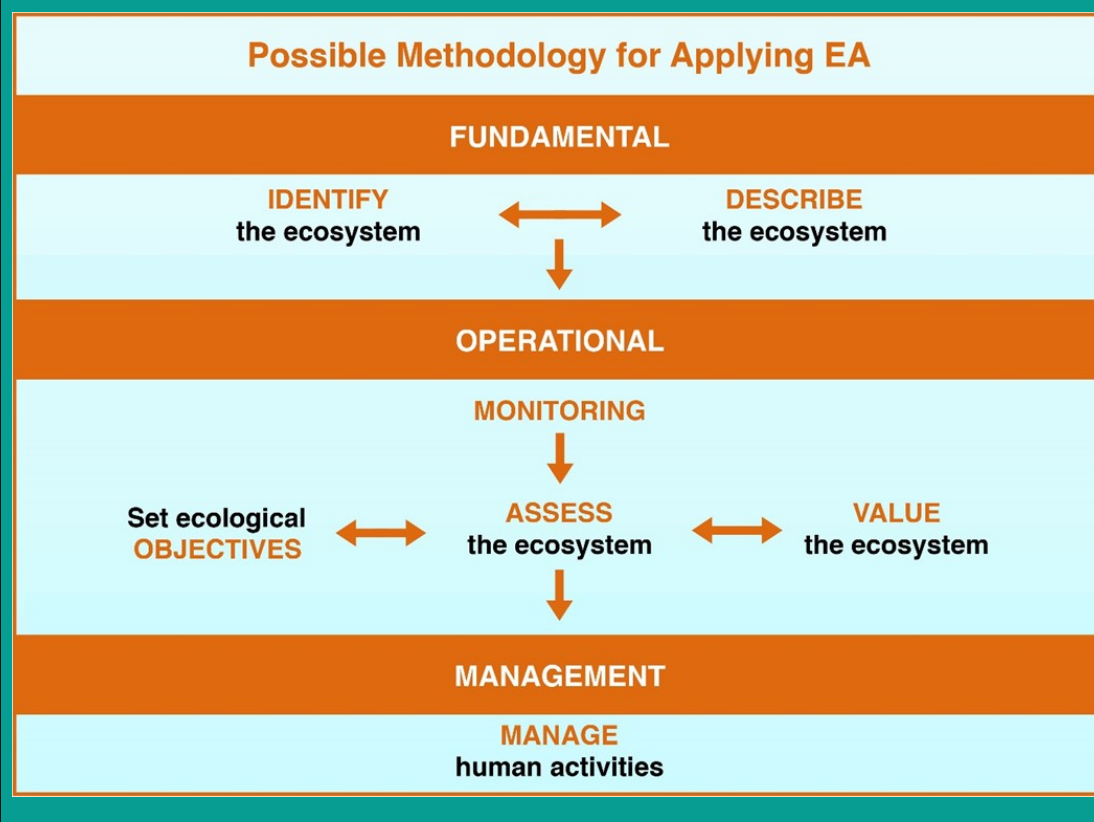 Possible Methodology for Applying EA
FUNDAMENTAL
IDENTIFY
the ecosystem
DESCRIBE
the ecosystem
OPERATIONAL
MONITORING
Set ecological
OBJECTIVES
ASSESS
the ecosystem
VALUE
the ecosystem
MANAGEMENT
MANAGE
human activities